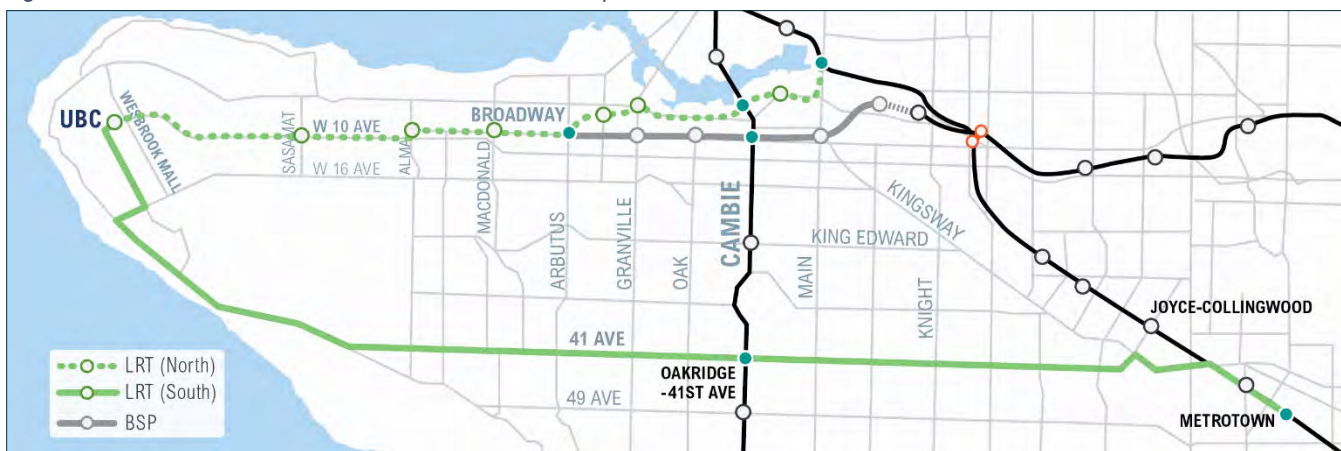 UBC
WESBROOK MALL
SASAMAT
W 10 AVE
W 16 AVE
ALMA
BROADWAY
MACDONALD
ARBUTUS
GRANVILLE
OAK
CAMBIE
MAIN
KING EDWARD
KINGSWAY
KNIGHT
JOYCE-COLLINGWOOD
41 AVE
OAKRIDGE
-41ST AVE
49 AVE
METROTOWN
LRT (North)
LRT (South)
BSP